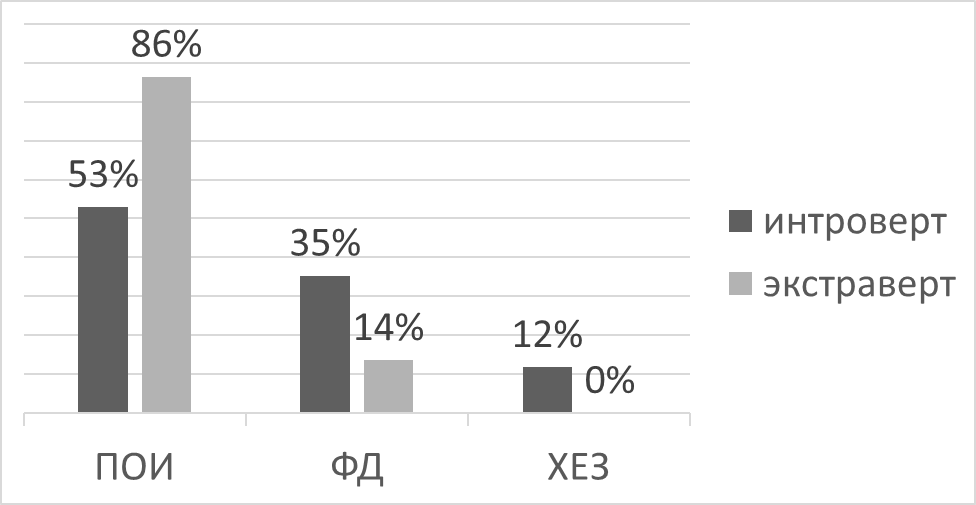 86%
53%
35%
14%
12%
0%
ПОИ
ФД
ХЕЗ
интроверт
экстраверт